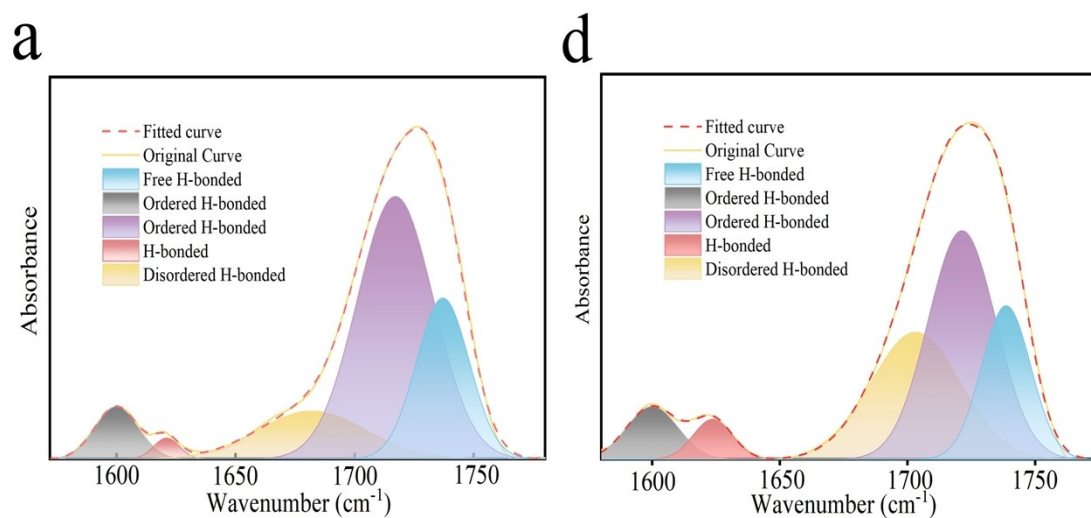 a
Fitted curve
Original Curve
Free H-bonded
Ordered H-bonded
Ordered H-bonded
H-bonded
Disordered H-bonded
Absorbance
1600
1650
1700
1750
Wavenumber (cm⁻¹)
d
Fitted curve
Original Curve
Free H-bonded
Ordered H-bonded
Ordered H-bonded
H-bonded
Disordered H-bonded
Absorbance
1600
1650
1700
1750
Wavenumber (cm⁻¹)